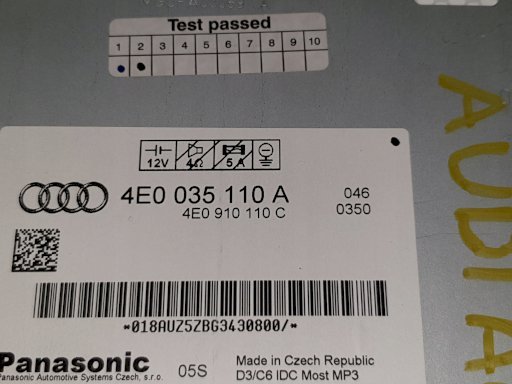 Test passed
1 2 3 4 5 6 7 8 9 10
12V 4Ω 5A
4E0 035 110 A 046
4E0 910 110 C 0350
*018AUZ5ZBG3430800/*
Panasonic 05S Made in Czech Republic
Panasonic Automotive Systems Czech, s.r.o. D3/C6 IDC Most MP3
AUDI A